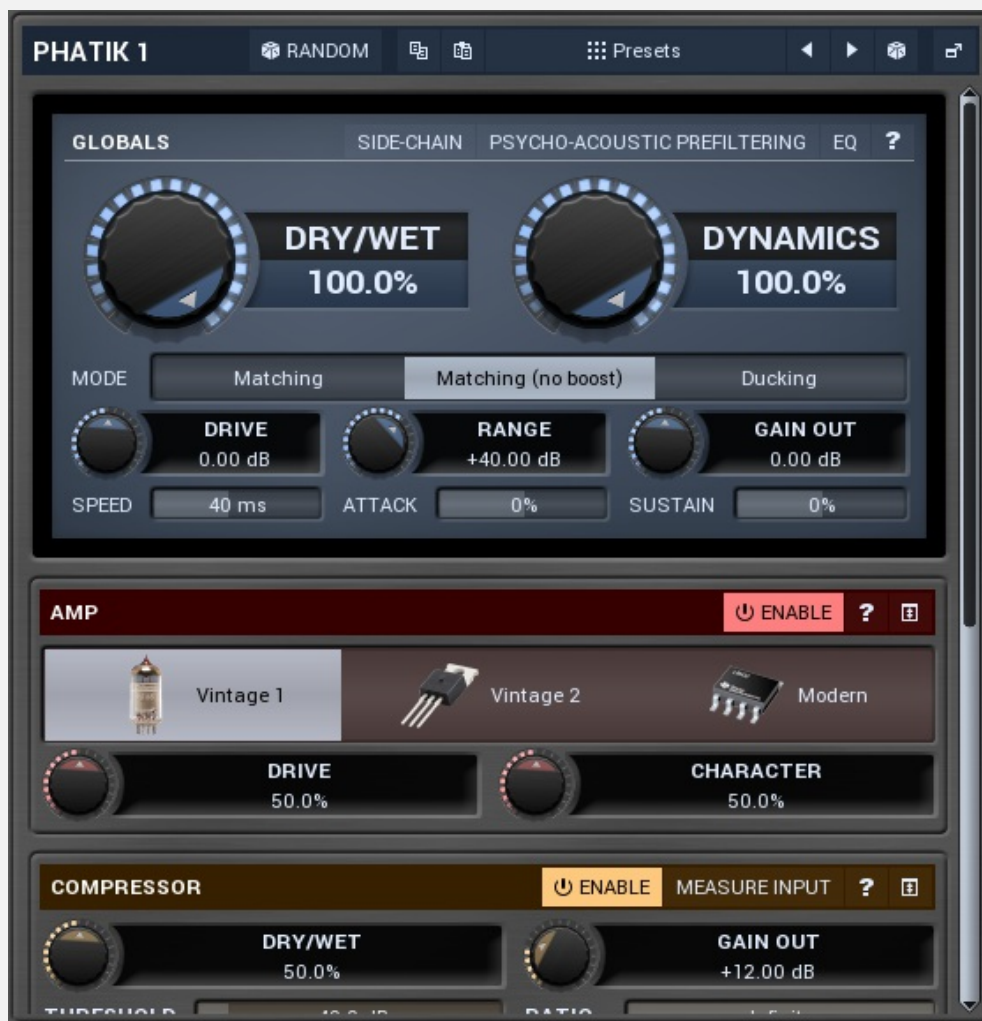 PHATIK 1 RANDOM Presets
GLOBALS SIDE-CHAIN PSYCHO-ACOUSTIC PREFILTERING EQ ?
DRY/WET DYNAMICS
100.0% 100.0%
MODE Matching Matching (no boost) Ducking
DRIVE RANGE GAIN OUT
0.00 dB +40.00 dB 0.00 dB
SPEED 40 ms ATTACK 0% SUSTAIN 0%
AMP ENABLE ?
Vintage 1 Vintage 2 Modern
DRIVE CHARACTER
50.0% 50.0%
COMPRESSOR ENABLE MEASURE INPUT ?
DRY/WET GAIN OUT
50.0% +12.00 dB
THRESHOLD RATIO